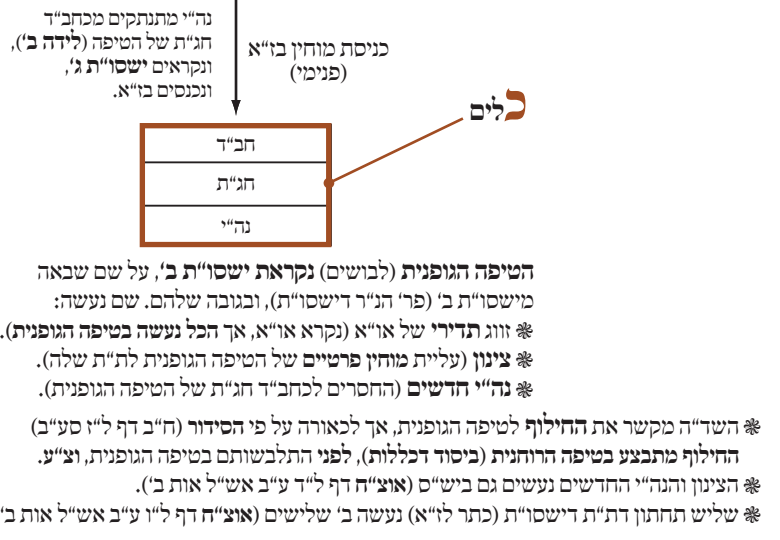 נה"י מתנתקים מכחב"ד
חג"ת של הטיפה (לידה ב'),
ונקראים ישסו"ת ג',
ונכנסים בז"א.
כניסת מוחין בז"א
(פנימי)
כלים
חב"ד
חג"ת
נה"י
הטיפה הגופנית (לבושים) נקראת ישסו"ת ב', על שם שבאה
מישסו"ת ב' (פר' הנ"ר דישסו"ת), ובגובה שלהם. שם נעשה:
❃ זווג תדירי של או"א (נקרא או"א, אך הכל נעשה בטיפה הגופנית).
❃ צינון (עליית מוחין פרטיים של הטיפה הגופנית לת"ת שלה).
❃ נה"י חדשים (החסרים לכחב"ד חג"ת של הטיפה הגופנית).
❃ השד"ה מקשר את החילוף לטיפה הגופנית, אך לכאורה על פי הסידור (ח"ב דף ל"ז סע"ב)
החילוף מתבצע בטיפה הרוחנית (ביסוד דכללות), לפני התלבשותם בטיפה הגופנית, וצ"ע.
❃ הצינון והנה"י החדשים נעשים גם ביש"ס (אוצ"ח דף ל"ד ע"ב אש"ל אות ב').
❃ שליש תחתון דת"ת דישסו"ת (כתר לז"א) נעשה ב' שלישים (אוצ"ח דף ל"ו ע"ב אש"ל אות ב'